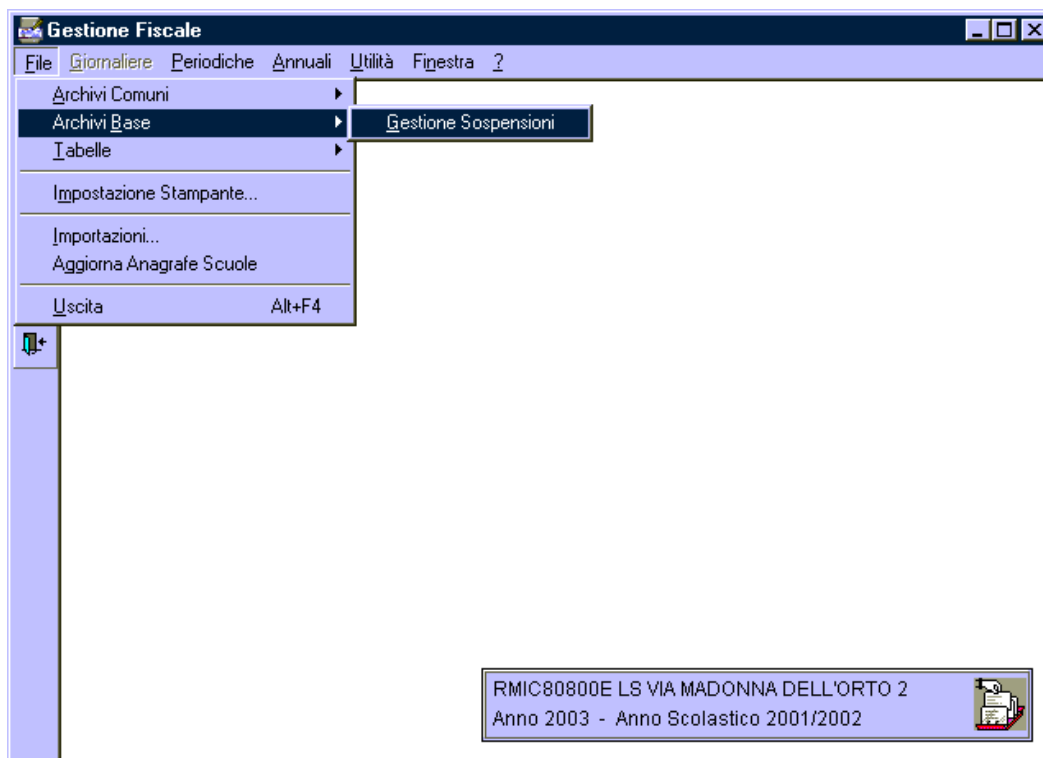 Gestione Fiscale
File Giornaliere Periodiche Annuali Utilità Finestra ?
Archivi Comuni
Archivi Base
Gestione Sospensioni
Tabelle
Impostazione Stampante...
Importazioni...
Aggiorna Anagrafe Scuole
Uscita Alt+F4
RMIC80800E LS VIA MADONNA DELL'ORTO 2
Anno 2003 - Anno Scolastico 2001/2002